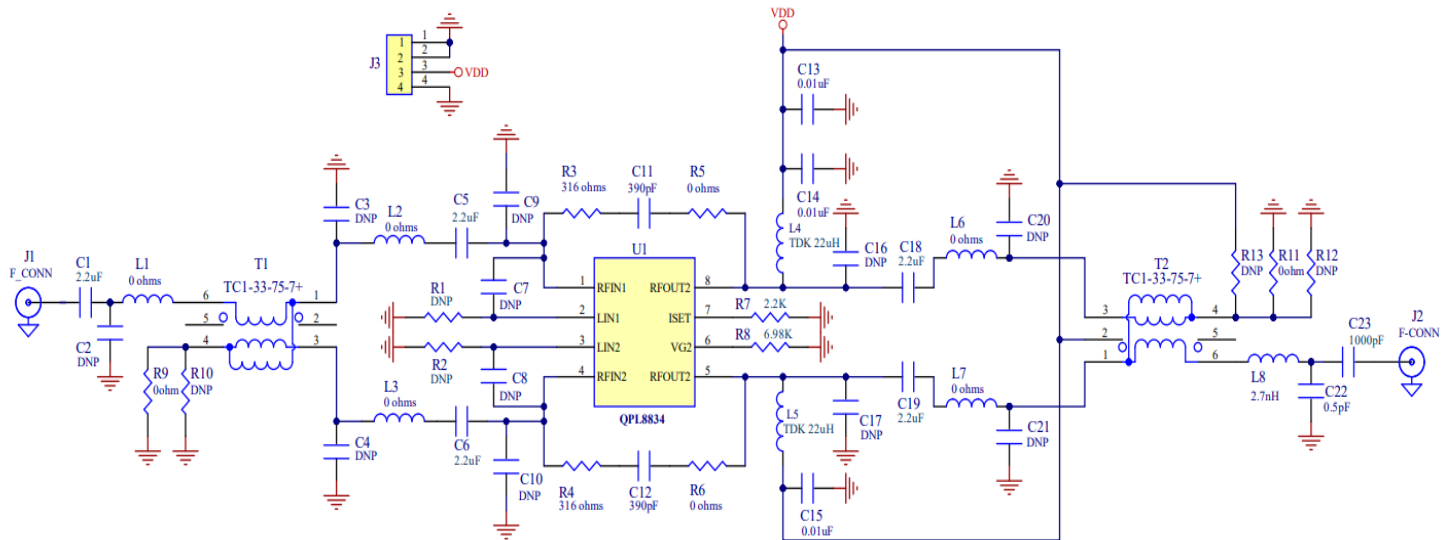 VDD
J3
1 1
2 2
3 3
4 4
VDD
C13
0.01uF
C14
0.01uF
R3
316 ohms
C11
390pF
R5
0 ohms
C3
DNP
L2
0 ohms
C5
2.2uF
C9
DNP
L4
TDK 22uH
C16
DNP
C18
2.2uF
L6
0 ohms
C20
DNP
J1
F_CONN
C1
2.2uF
L1
0 ohms
T1
TC1-33-75-7+
6
5
4
1
2
3
C2
DNP
R9
0ohm
R10
DNP
R1
DNP
C7
DNP
R2
DNP
C8
DNP
U1
1 RFIN1 RFOUT2 8
2 LIN1 ISET 7
3 LIN2 VG2 6
4 RFIN2 RFOUT2 5
QPL8834
R7 2.2K
R8 6.98K
R13
DNP
R11
0ohm
R12
DNP
T2
TC1-33-75-7+
3
2
1
4
5
6
C23
1000pF
J2
F-CONN
L8
2.7nH
C22
0.5pF
L3
0 ohms
C6
2.2uF
C4
DNP
C10
DNP
R4
316 ohms
C12
390pF
R6
0 ohms
L5
TDK 22uH
C17
DNP
C19
2.2uF
L7
0 ohms
C21
DNP
C15
0.01uF